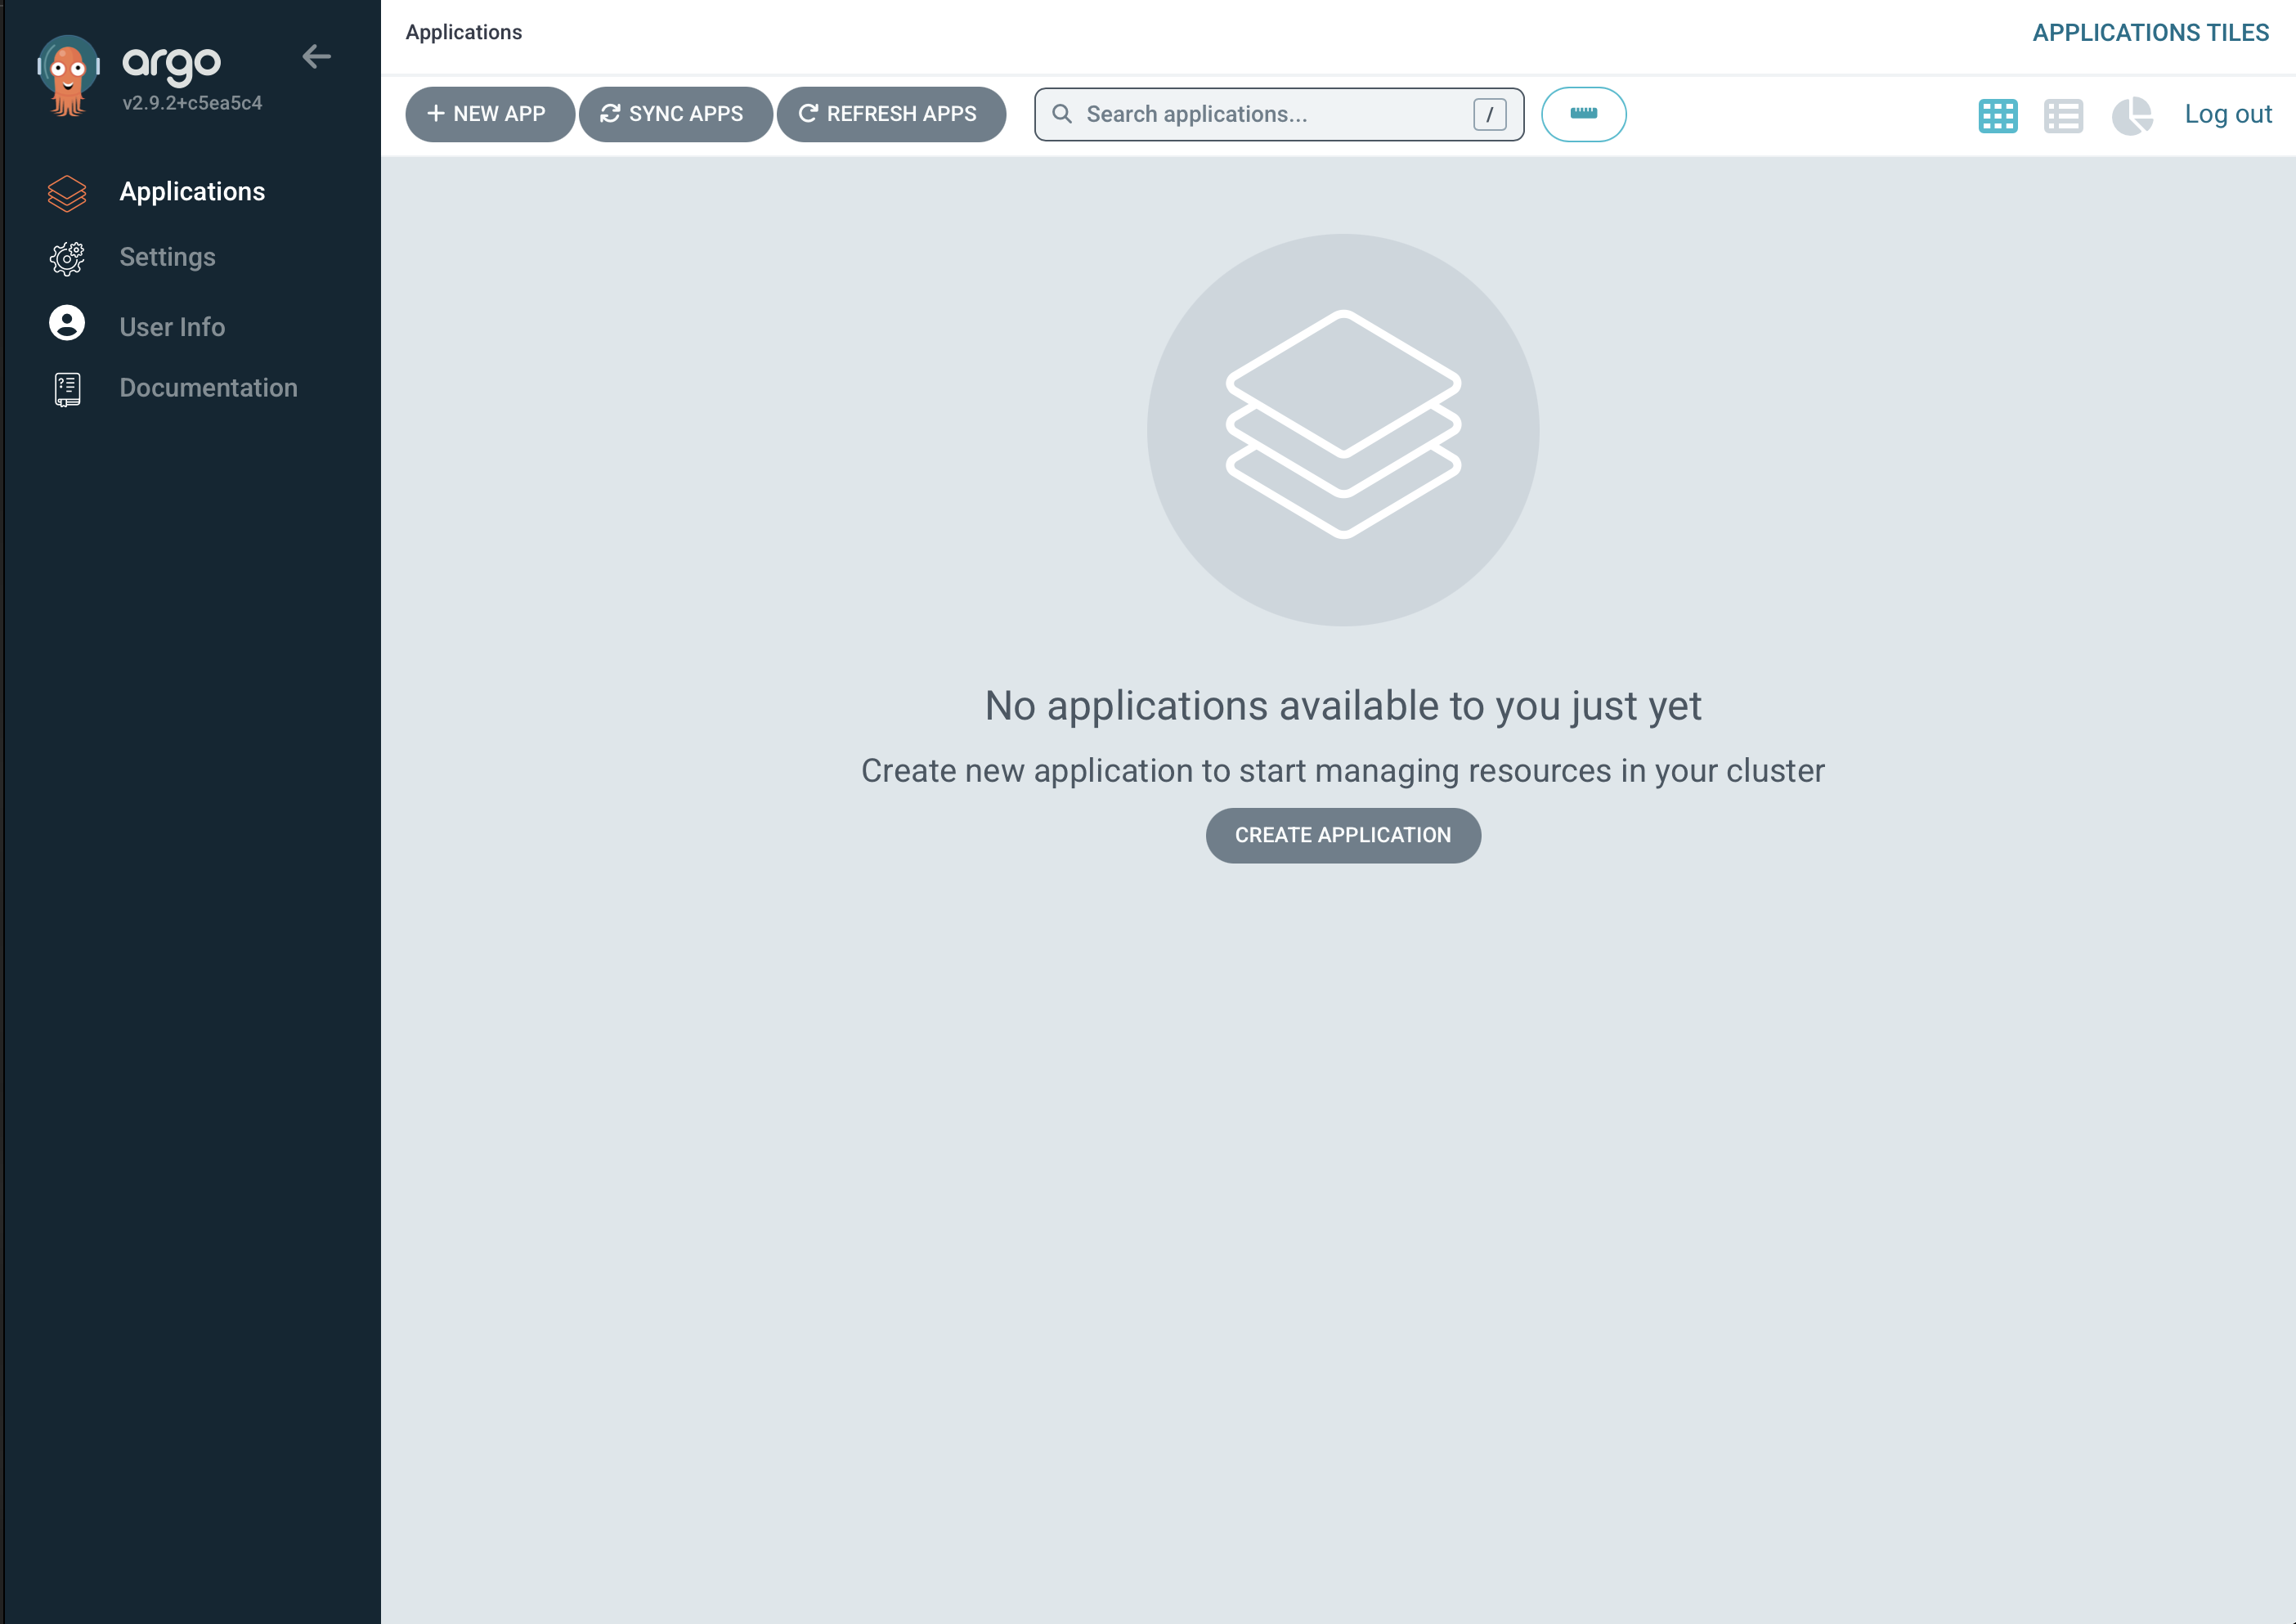 argo
v2.9.2+c5ea5c4
Applications
Settings
User Info
Documentation
Applications
APPLICATIONS TILES
NEW APP
SYNC APPS
REFRESH APPS
Search applications...
/
Log out
No applications available to you just yet
Create new application to start managing resources in your cluster
CREATE APPLICATION